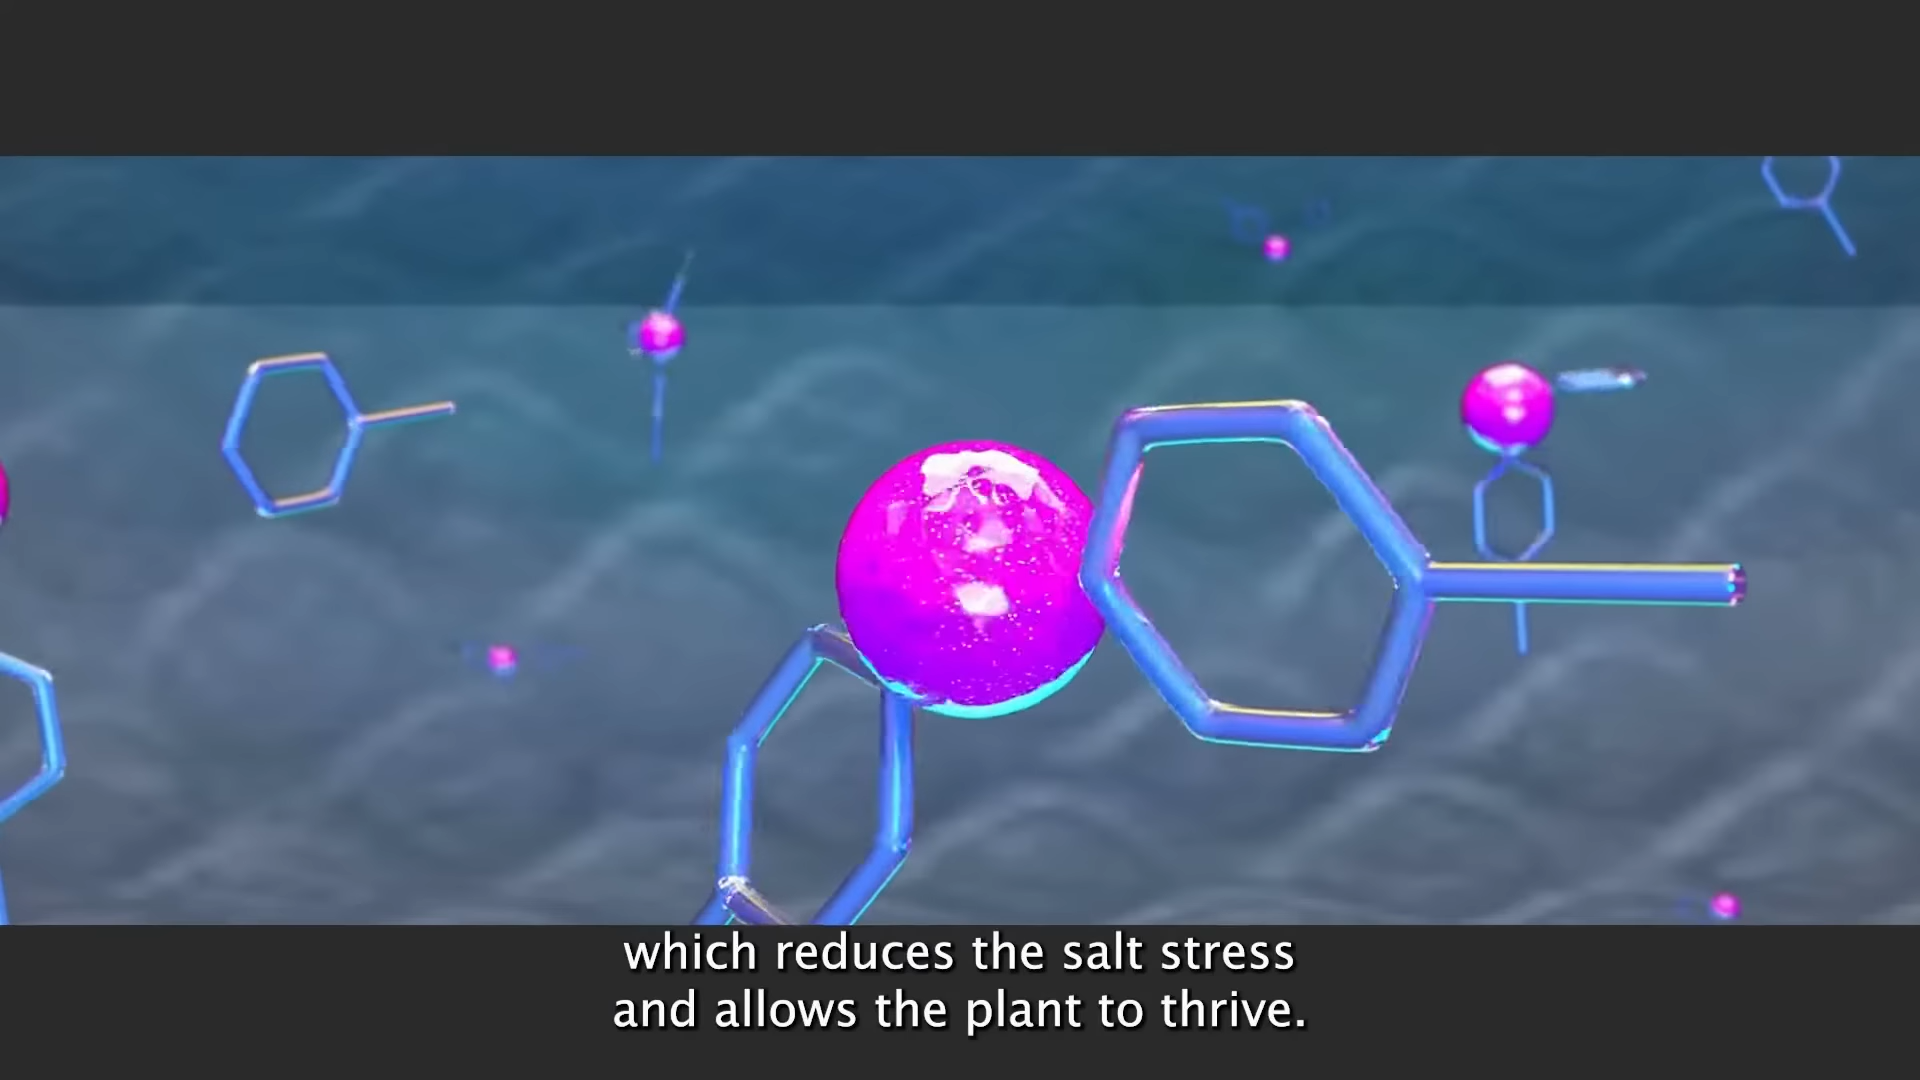 which reduces the salt stress
and allows the plant to thrive.